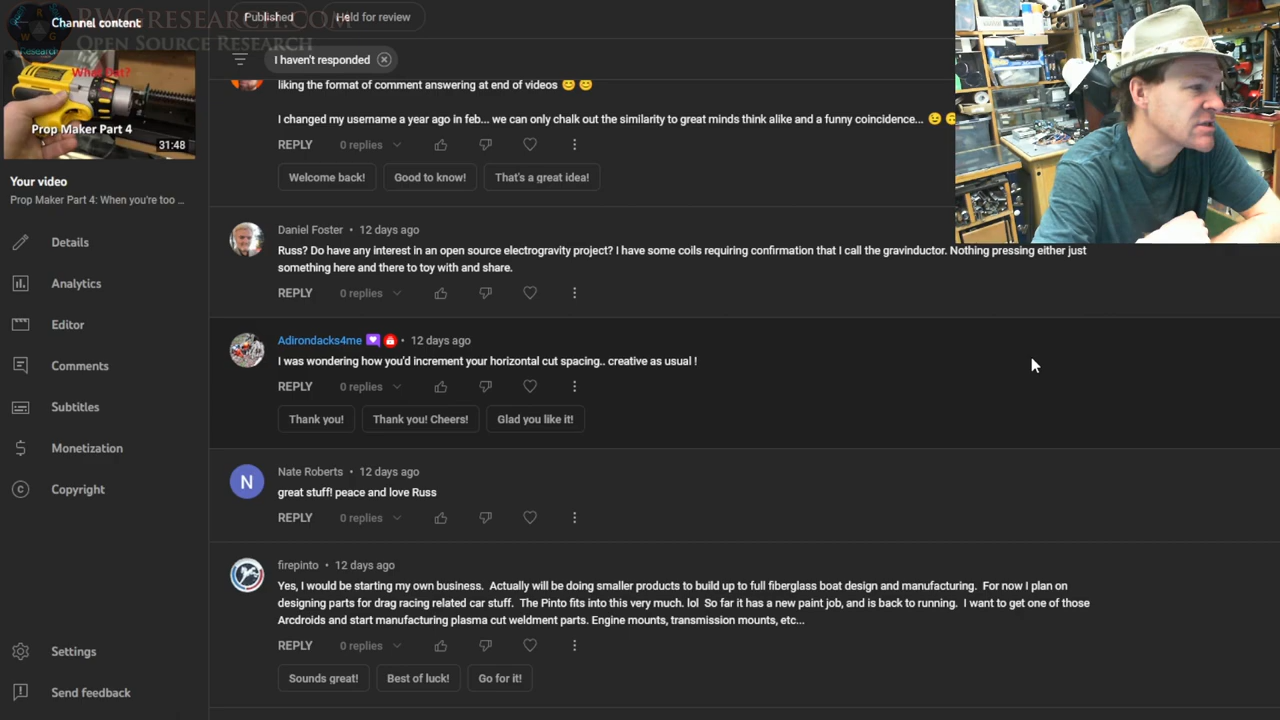 RWGresearch.com
Open Source Research
Channel content
Published
Held for review
I haven't responded
What bat?
Prop Maker Part 4
31:48
Your video
Prop Maker Part 4: When you're too ...
Details
Analytics
Editor
Comments
Subtitles
Monetization
Copyright
Settings
Send feedback
liking the format of comment answering at end of videos 😊 😊
I changed my username a year ago in feb... we can only chalk out the similarity to great minds think alike and a funny coincidence... 😉 🙃
REPLY 0 replies
Welcome back! Good to know! That's a great idea!
Daniel Foster • 12 days ago
Russ? Do have any interest in an open source electrogravity project? I have some coils requiring confirmation that I call the gravinductor. Nothing pressing either just
something here and there to toy with and share.
REPLY 0 replies
Adirondacks4me • 12 days ago
I was wondering how you'd increment your horizontal cut spacing.. creative as usual !
REPLY 0 replies
Thank you! Thank you! Cheers! Glad you like it!
N
Nate Roberts • 12 days ago
great stuff! peace and love Russ
REPLY 0 replies
firepinto • 12 days ago
Yes, I would be starting my own business. Actually will be doing smaller products to build up to full fiberglass boat design and manufacturing. For now I plan on
designing parts for drag racing related car stuff. The Pinto fits into this very much. lol So far it has a new paint job, and is back to running. I want to get one of those
Arcdroids and start manufacturing plasma cut weldment parts. Engine mounts, transmission mounts, etc...
REPLY 0 replies
Sounds great! Best of luck! Go for it!